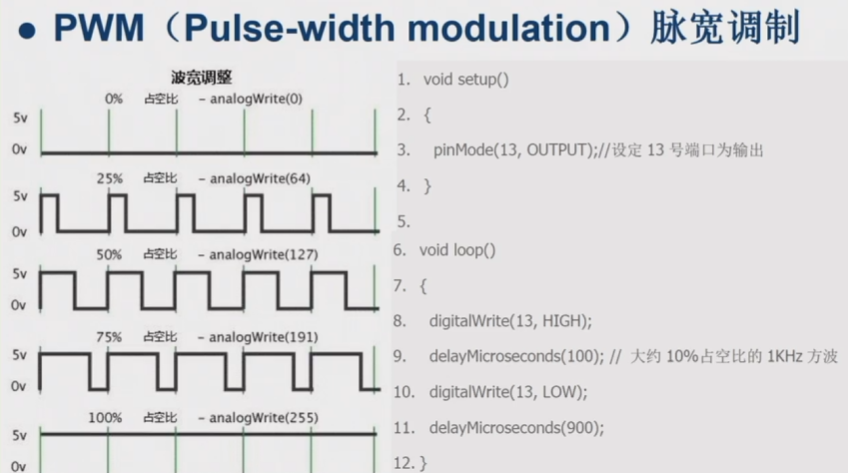 ● PWM（Pulse-width modulation）脉宽调制
波宽调整
0% 占空比 – analogWrite(0)
5v
0v
25% 占空比 – analogWrite(64)
5v
0v
50% 占空比 – analogWrite(127)
5v
0v
75% 占空比 – analogWrite(191)
5v
0v
100% 占空比 – analogWrite(255)
5v
0v
1. void setup()
2. {
3. pinMode(13, OUTPUT);//设定 13 号端口为输出
4. }
5.
6. void loop()
7. {
8. digitalWrite(13, HIGH);
9. delayMicroseconds(100); // 大约 10%占空比的 1KHz 方波
10. digitalWrite(13, LOW);
11. delayMicroseconds(900);
12. }